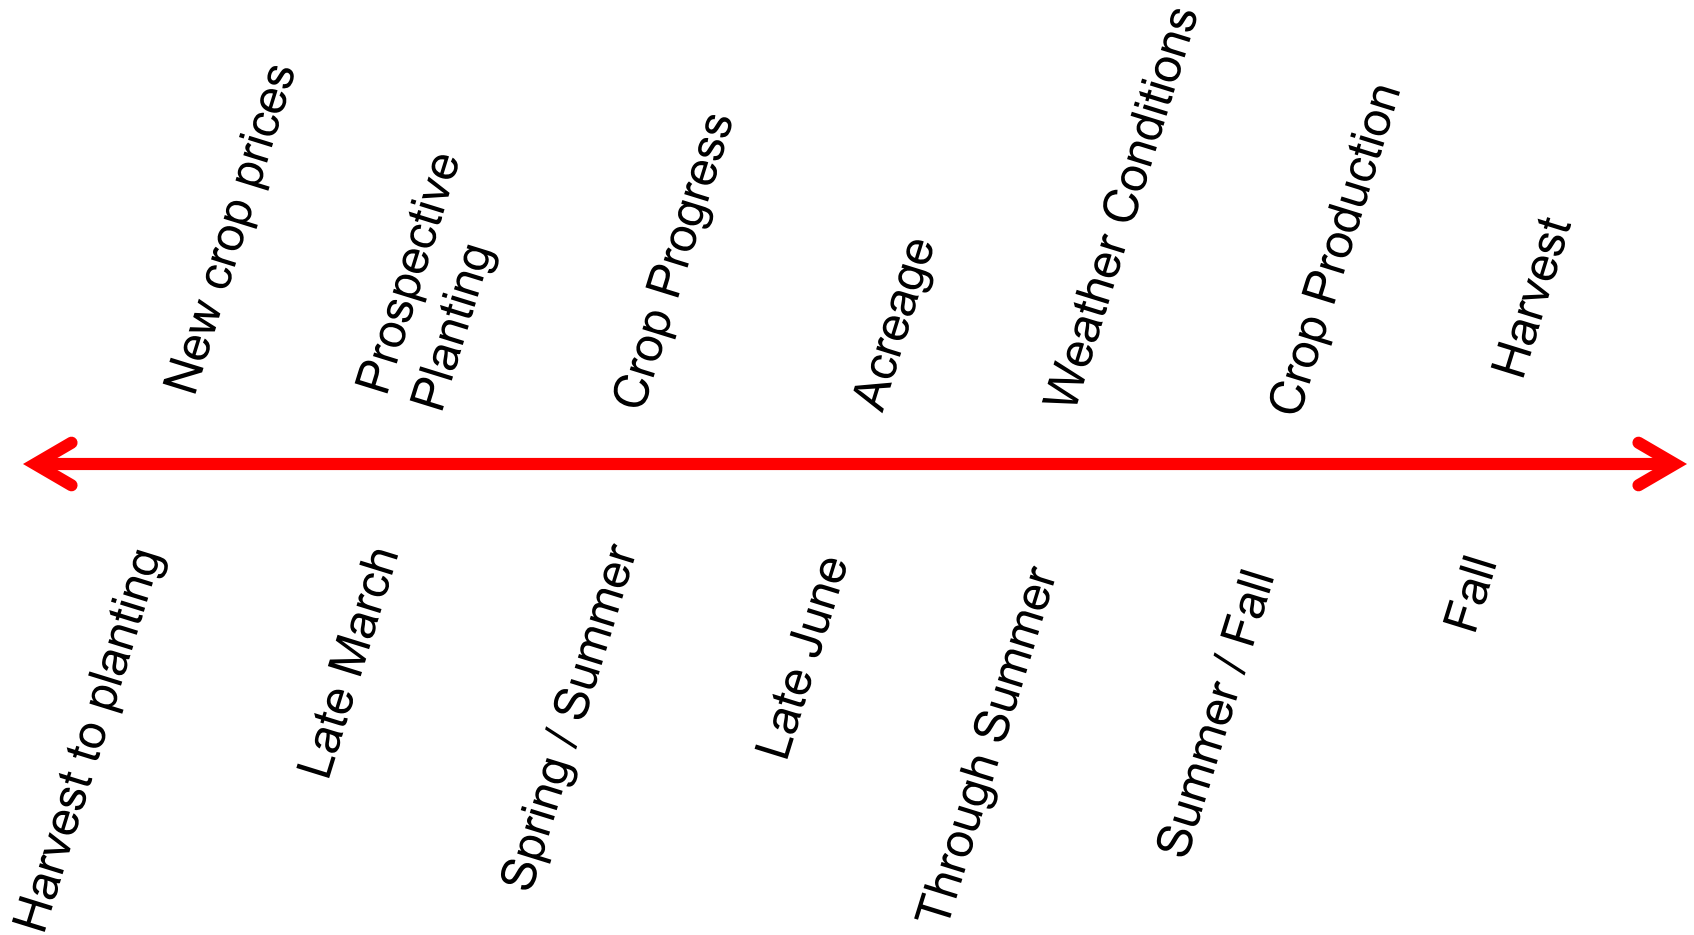 New crop prices
Prospective
Planting
Crop Progress
Acreage
Weather Conditions
Crop Production
Harvest
Harvest to planting
Late March
Spring / Summer
Late June
Through Summer
Summer / Fall
Fall